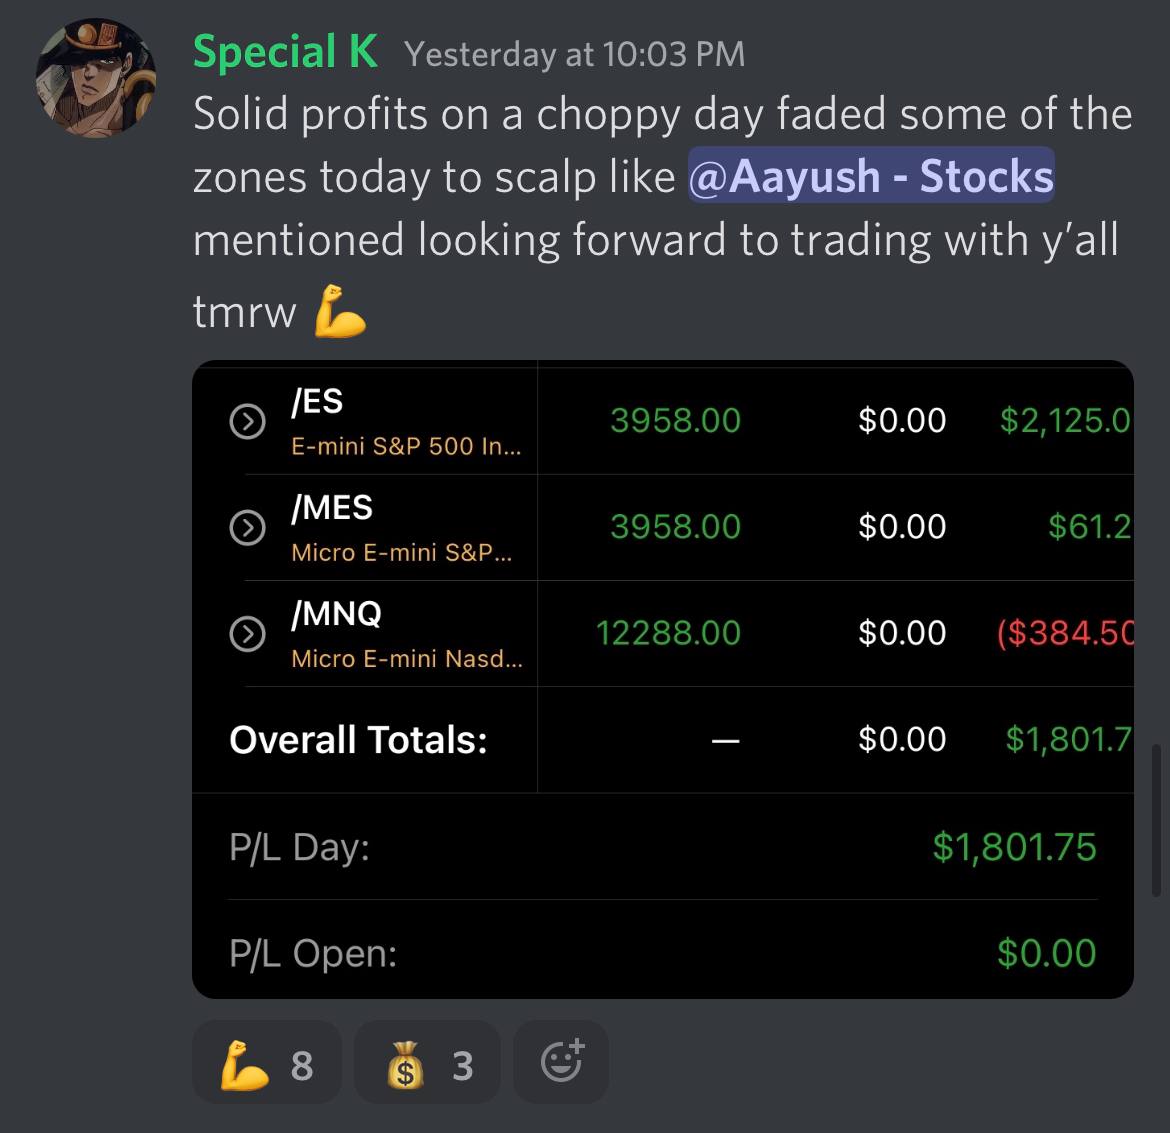 Special K Yesterday at 10:03 PM
Solid profits on a choppy day faded some of the
zones today to scalp like @Aayush - Stocks
mentioned looking forward to trading with y’all
tmrw 💪
/ES
E-mini S&P 500 In...
3958.00 $0.00 $2,125.0
/MES
Micro E-mini S&P...
3958.00 $0.00 $61.2
/MNQ
Micro E-mini Nasd...
12288.00 $0.00 ($384.50
Overall Totals: — $0.00 $1,801.7
P/L Day: $1,801.75
P/L Open: $0.00
💪 8 💰 3